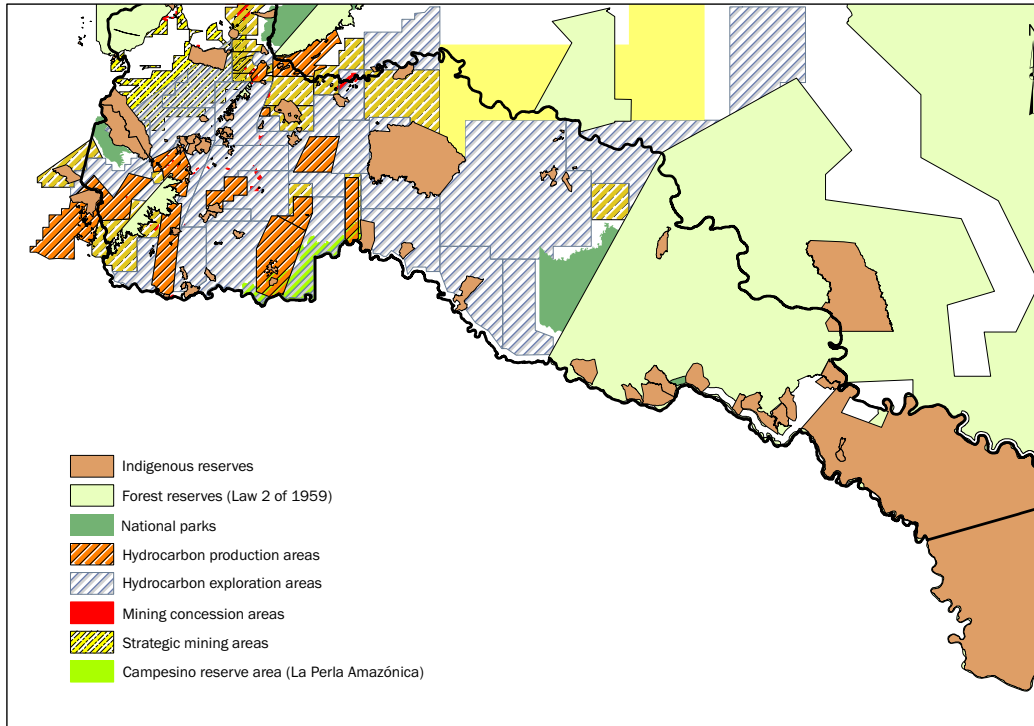 N
Indigenous reserves
Forest reserves (Law 2 of 1959)
National parks
Hydrocarbon production areas
Hydrocarbon exploration areas
Mining concession areas
Strategic mining areas
Campesino reserve area (La Perla Amazónica)